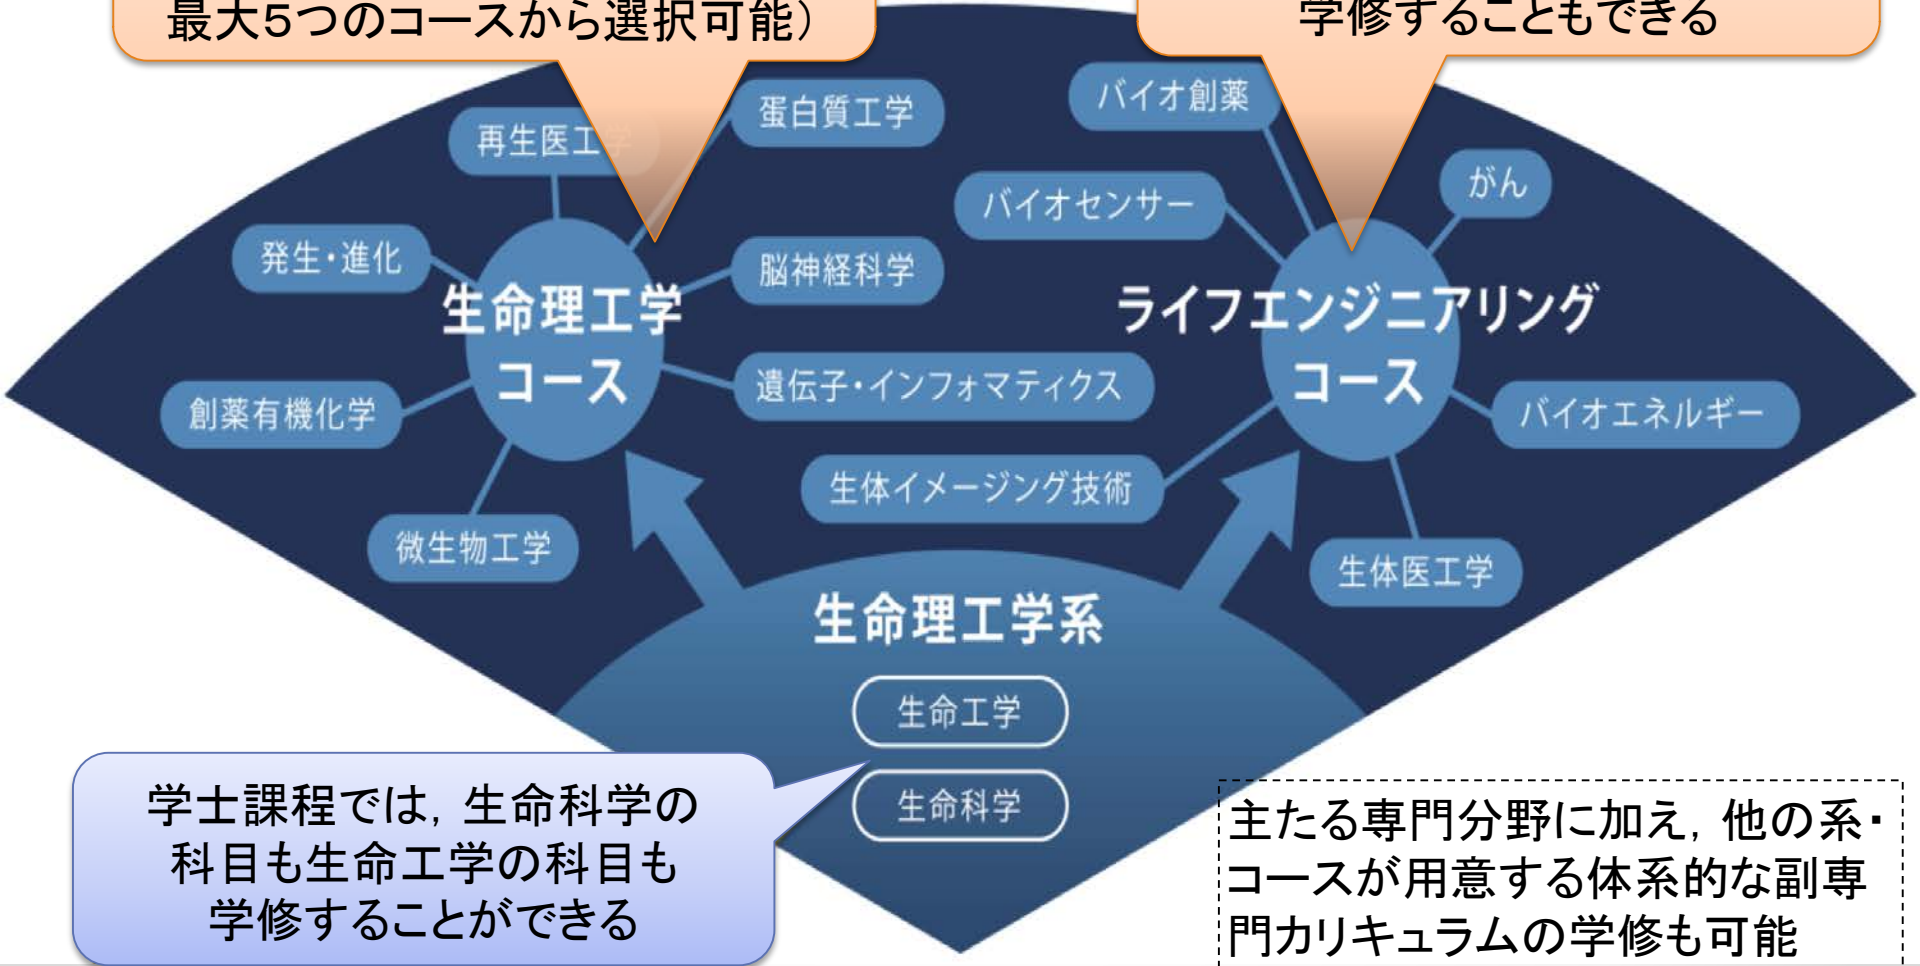 最大5つのコースから選択可能)
学修することもできる
再生医工学
蛋白質工学
バイオ創薬
発生・進化
脳神経科学
バイオセンサー
がん
生命理工学
コース
ライフエンジニアリング
コース
創薬有機化学
遺伝子・インフォマティクス
バイオエネルギー
微生物工学
生体イメージング技術
生体医工学
生命理工学系
生命工学
生命科学
学士課程では,生命科学の
科目も生命工学の科目も
学修することができる
主たる専門分野に加え,他の系・
コースが用意する体系的な副専
門カリキュラムの学修も可能